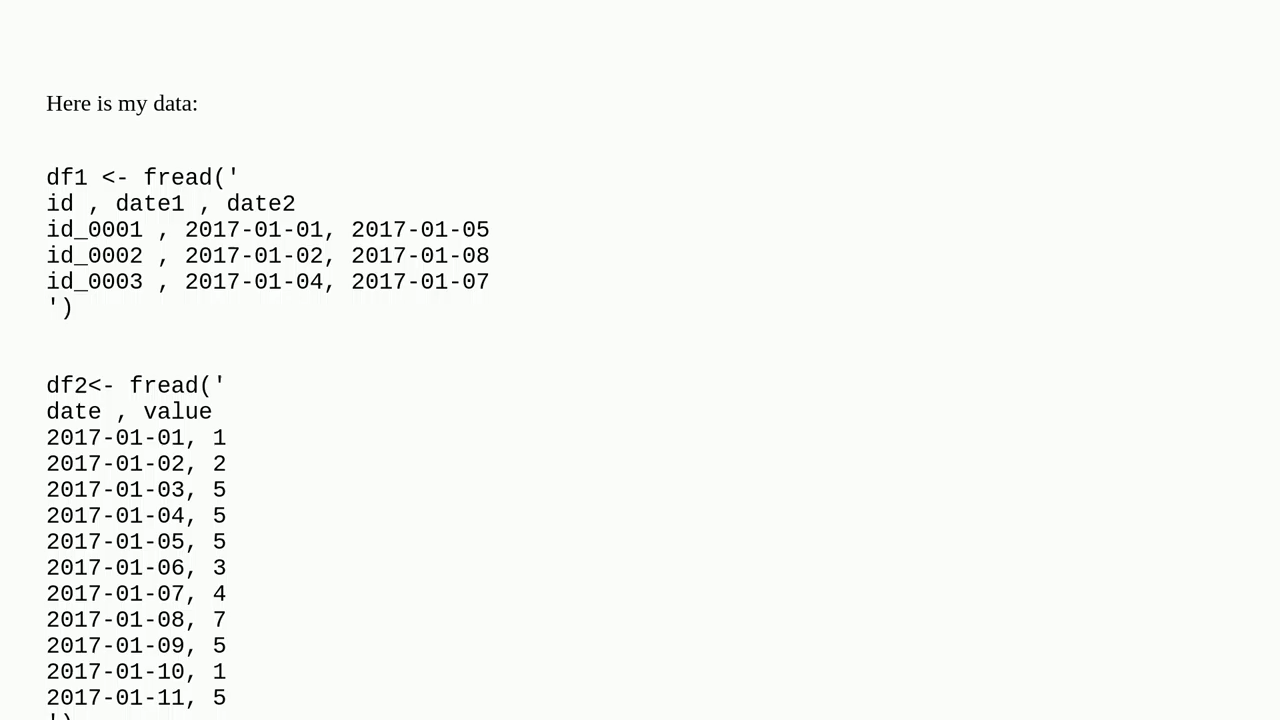 Here is my data:
df1 <- fread('
id , date1 , date2
id_0001 , 2017-01-01, 2017-01-05
id_0002 , 2017-01-02, 2017-01-08
id_0003 , 2017-01-04, 2017-01-07
')
df2<- fread('
date , value
2017-01-01, 1
2017-01-02, 2
2017-01-03, 5
2017-01-04, 5
2017-01-05, 5
2017-01-06, 3
2017-01-07, 4
2017-01-08, 7
2017-01-09, 5
2017-01-10, 1
2017-01-11, 5
')